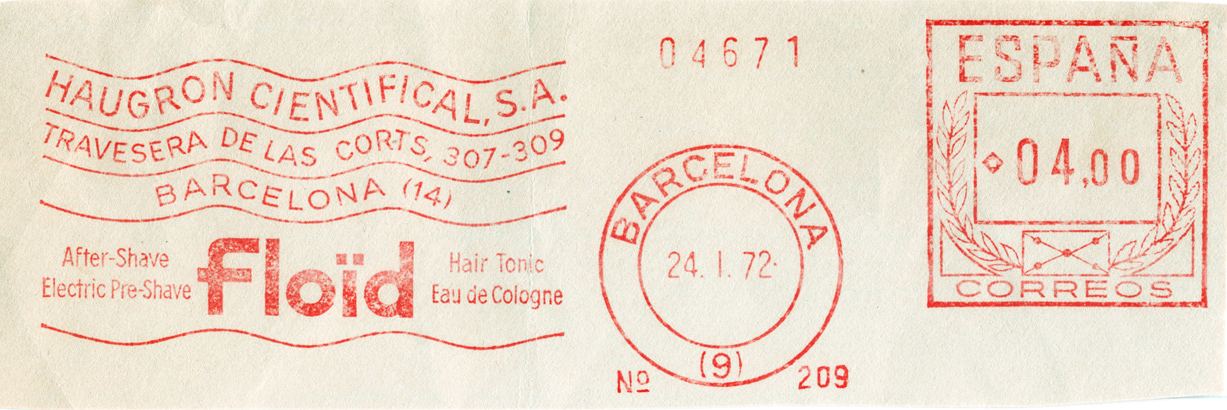 HAUGRON CIENTIFICAL, S.A.
TRAVESERA DE LAS CORTS, 307-309
BARCELONA (14)
After-Shave
Electric Pre-Shave
Floïd
Hair Tonic
Eau de Cologne
04671
BARCELONA
24. I. 72
(9)
Nº 209
ESPAÑA
04,00
CORREOS